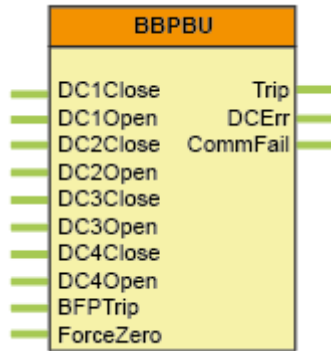 BBPBU
DC1Close Trip
DC1Open DCErr
DC2Close CommFail
DC2Open
DC3Close
DC3Open
DC4Close
DC4Open
BFPTrip
ForceZero